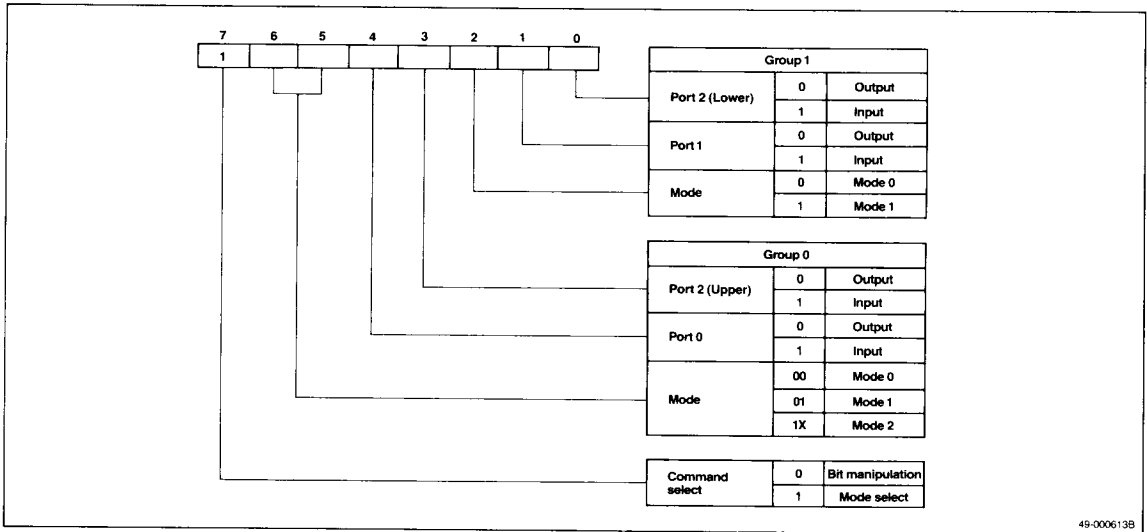 7 6 5 4 3 2 1 0
1
Group 1
Port 2 (Lower) 0 Output
1 Input
Port 1 0 Output
1 Input
Mode 0 Mode 0
1 Mode 1
Group 0
Port 2 (Upper) 0 Output
1 Input
Port 0 0 Output
1 Input
Mode 00 Mode 0
01 Mode 1
1X Mode 2
Command select 0 Bit manipulation
1 Mode select
49-000613B